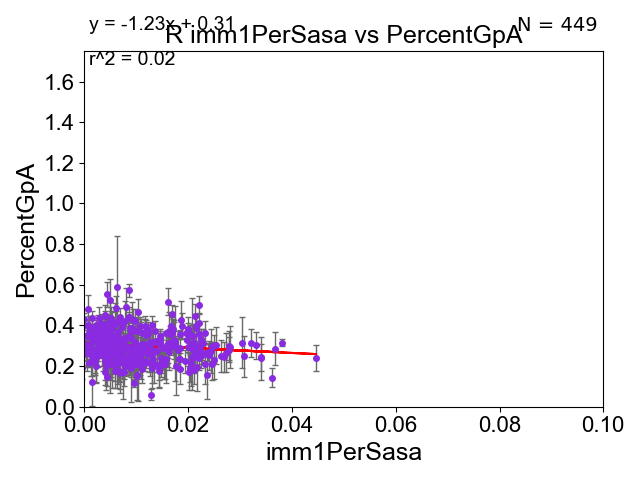 y = -1.23x + 0.31
R imm1PerSasa vs PercentGpA
N = 449
r^2 = 0.02
1.6
1.4
1.2
1.0
0.8
0.6
0.4
0.2
0.0
PercentGpA
0.00 0.02 0.04 0.06 0.08 0.10
imm1PerSasa